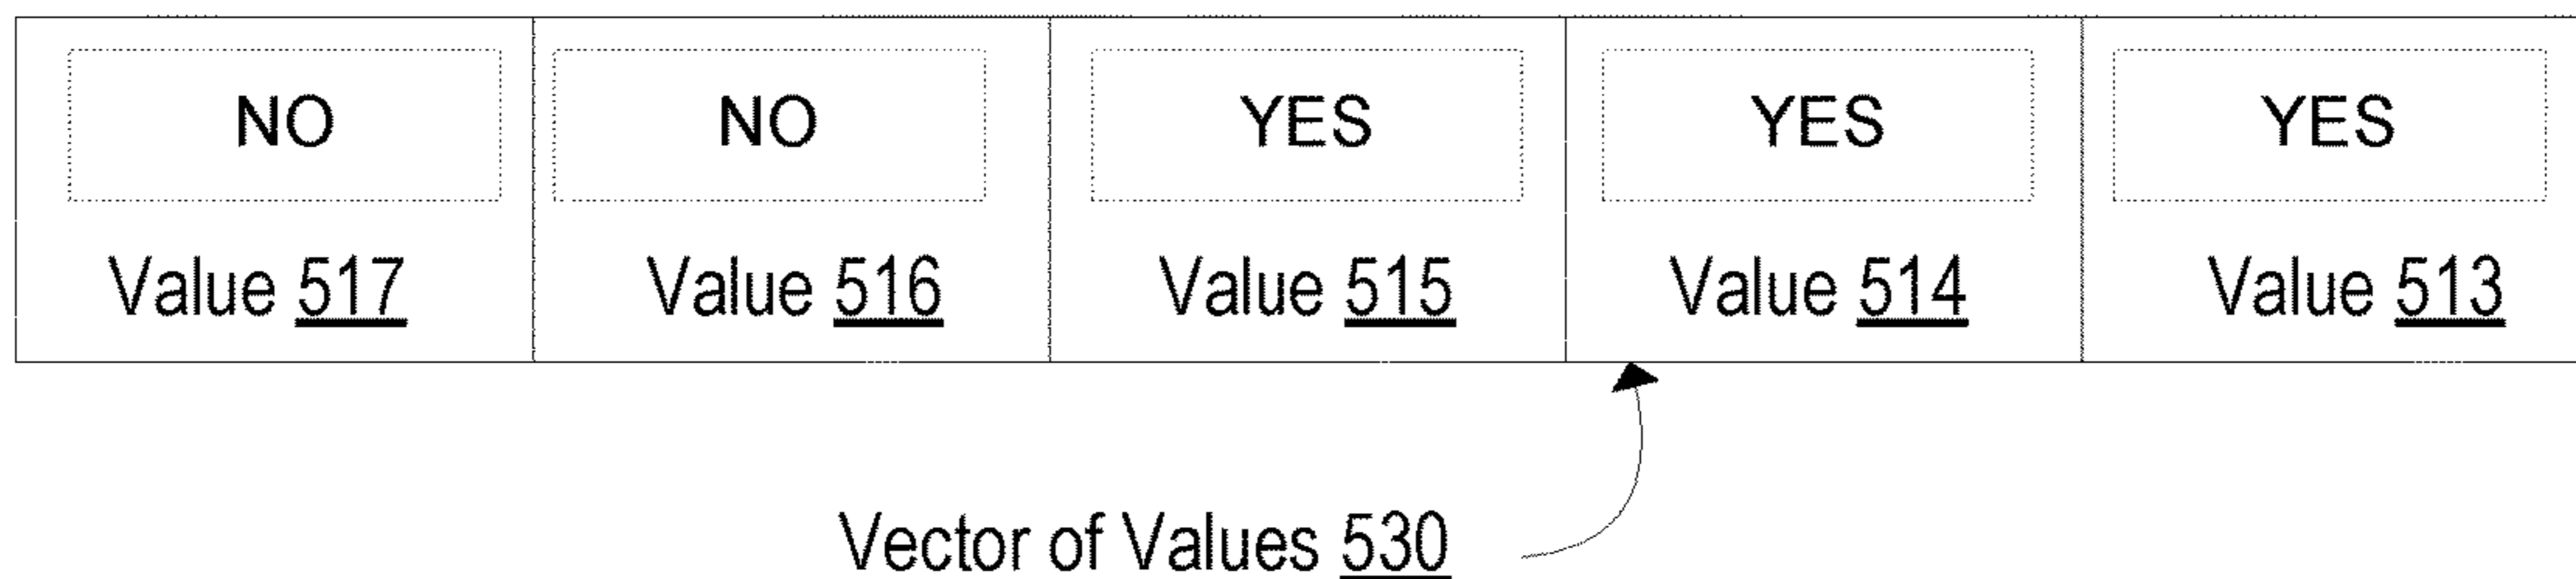 NO NO YES YES YES
Value 517 Value 516 Value 515 Value 514 Value 513
Vector of Values 530